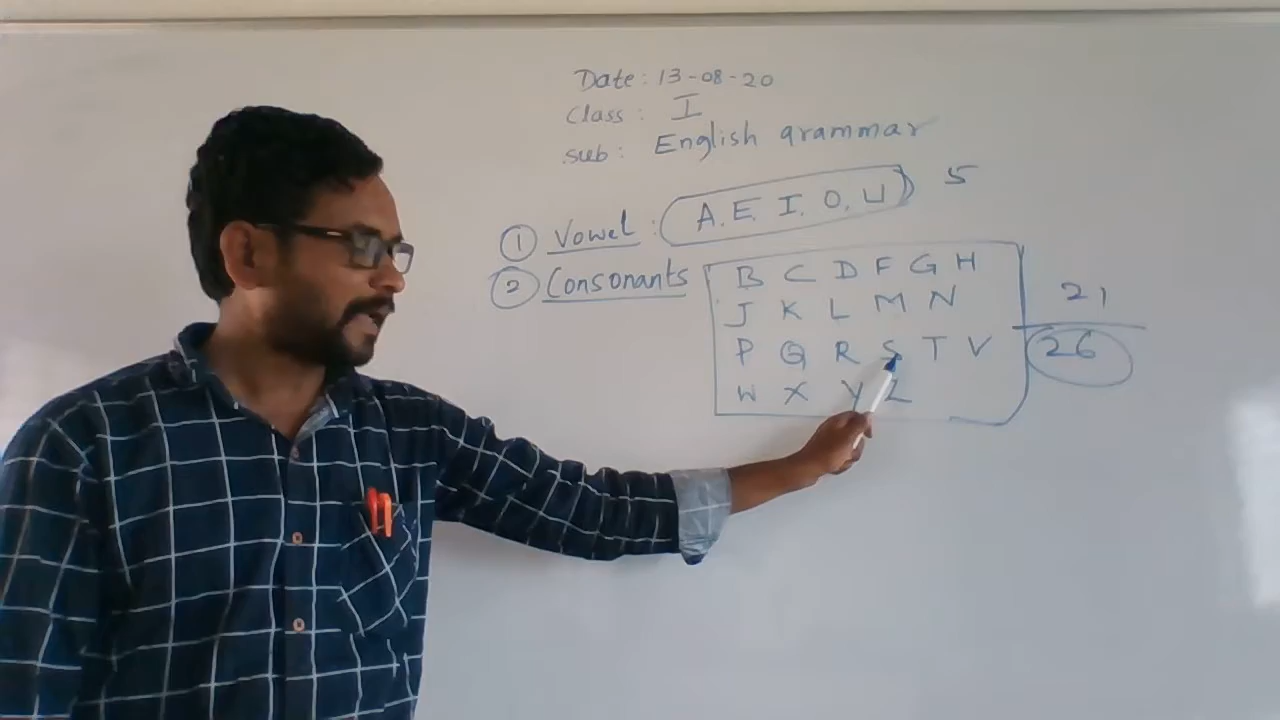 Date: 13-08-20
Class: I
sub: English grammar
① Vowel : A. E. I. O. U 5
② Consonants B C D F G H
J K L M N 21
P Q R S T V 26
W X Y Z